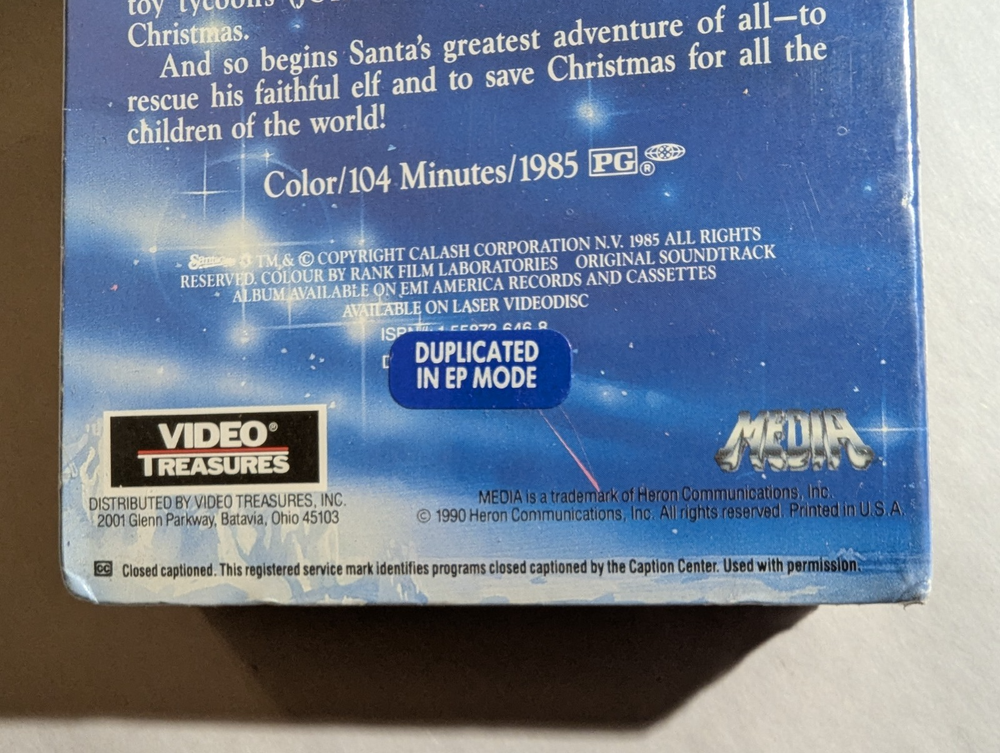 toy tycoons
Christmas.
And so begins Santa's greatest adventure of all—to
rescue his faithful elf and to save Christmas for all the
children of the world!
Color/104 Minutes/1985 PG ®
TM & © COPYRIGHT CALASH CORPORATION N.V. 1985 ALL RIGHTS
RESERVED. COLOUR BY RANK FILM LABORATORIES ORIGINAL SOUNDTRACK
ALBUM AVAILABLE ON EMI AMERICA RECORDS AND CASSETTES
AVAILABLE ON LASER VIDEODISC
DUPLICATED
IN EP MODE
VIDEO®
TREASURES
DISTRIBUTED BY VIDEO TREASURES, INC.
2001 Glenn Parkway, Batavia, Ohio 45103
MEDIA
MEDIA is a trademark of Heron Communications, Inc.
© 1990 Heron Communications, Inc. All rights reserved. Printed in U.S.A.
CC Closed captioned. This registered service mark identifies programs closed captioned by the Caption Center. Used with permission.